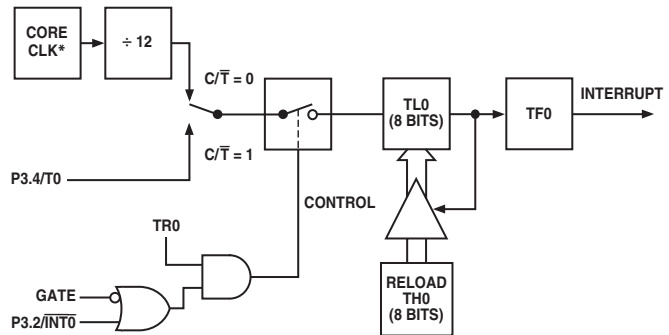 CORE
CLK*
÷ 12
C/T̅ = 0
TL0
(8 BITS)
TF0
INTERRUPT
C/T̅ = 1
P3.4/T0
CONTROL
TR0
GATE
P3.2/I̅N̅T̅0̅
RELOAD
TH0
(8 BITS)